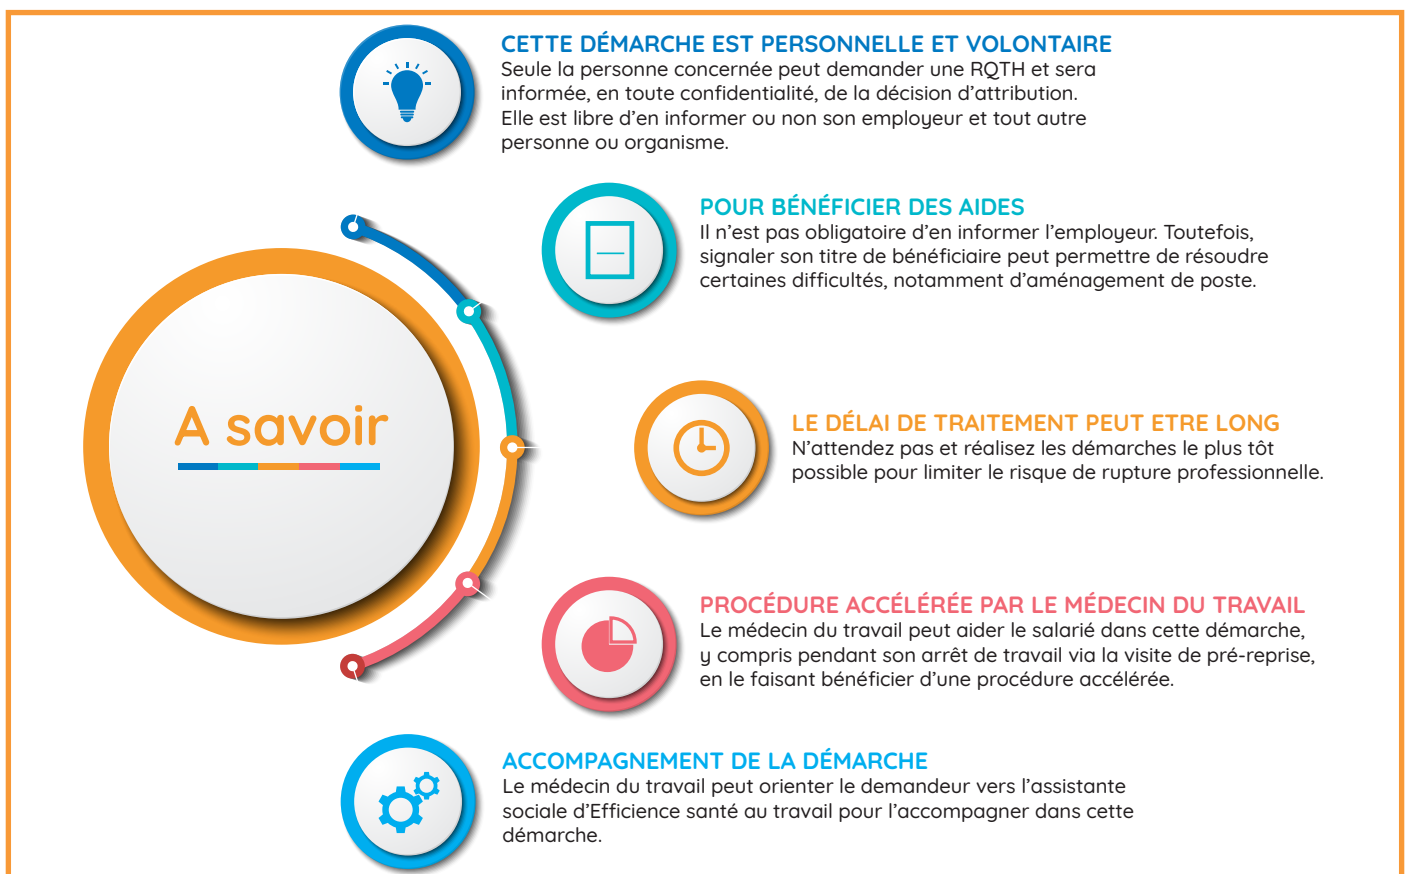 CETTE DÉMARCHE EST PERSONNELLE ET VOLONTAIRE
Seule la personne concernée peut demander une RQTH et sera
informée, en toute confidentialité, de la décision d'attribution.
Elle est libre d'en informer ou non son employeur et tout autre
personne ou organisme.
POUR BÉNÉFICIER DES AIDES
Il n'est pas obligatoire d'en informer l'employeur. Toutefois,
signaler son titre de bénéficiaire peut permettre de résoudre
certaines difficultés, notamment d'aménagement de poste.
A savoir
LE DÉLAI DE TRAITEMENT PEUT ETRE LONG
N'attendez pas et réalisez les démarches le plus tôt
possible pour limiter le risque de rupture professionnelle.
PROCÉDURE ACCÉLÉRÉE PAR LE MÉDECIN DU TRAVAIL
Le médecin du travail peut aider le salarié dans cette démarche,
y compris pendant son arrêt de travail via la visite de pré-reprise,
en le faisant bénéficier d'une procédure accélérée.
ACCOMPAGNEMENT DE LA DÉMARCHE
Le médecin du travail peut orienter le demandeur vers l'assistante
sociale d'Efficience santé au travail pour l'accompagner dans cette
démarche.